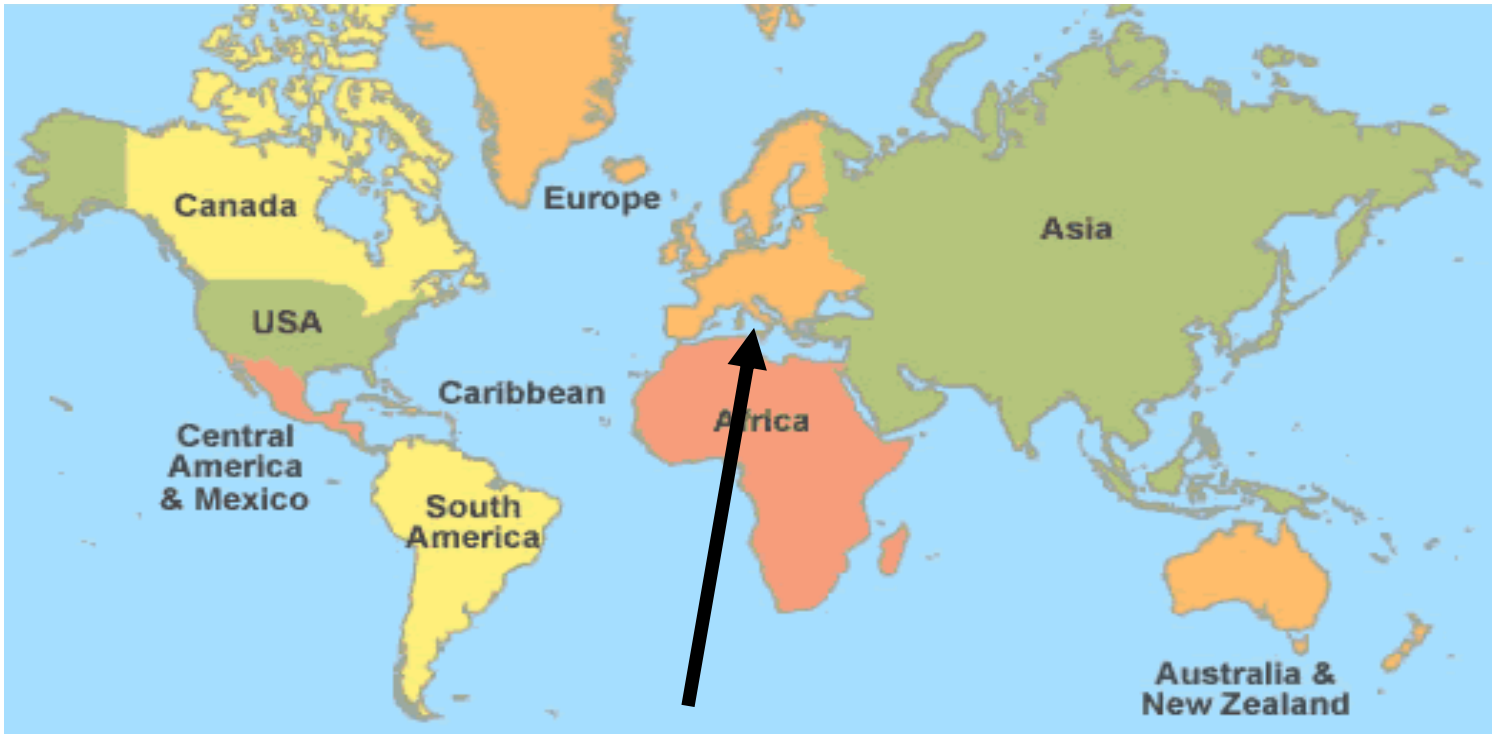 Canada
Europe
Asia
USA
Caribbean
Africa
Central
America
& Mexico
South
America
Australia &
New Zealand